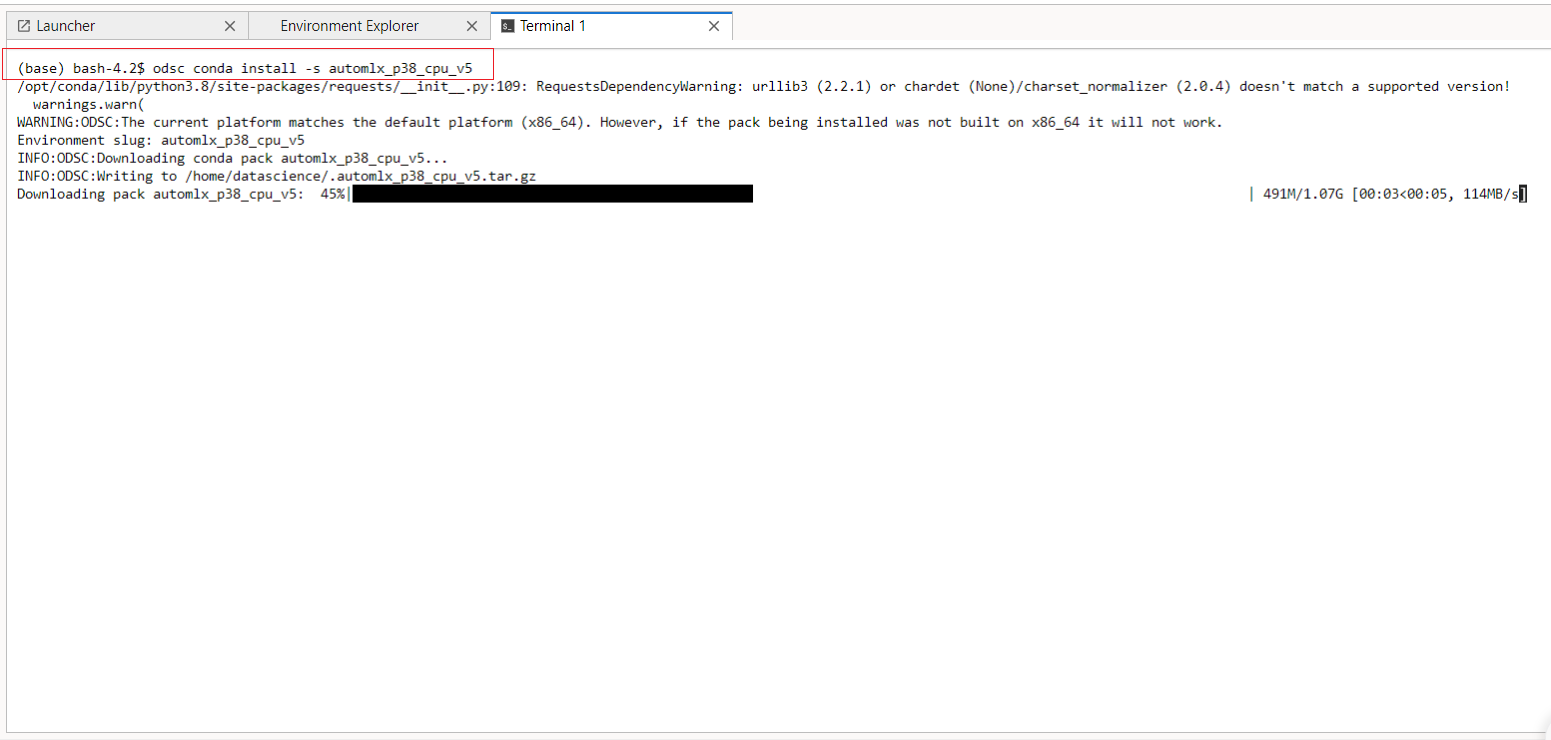 Launcher
Environment Explorer
Terminal 1
(base) bash-4.2$ odsc conda install -s automlx_p38_cpu_v5
/opt/conda/lib/python3.8/site-packages/requests/__init__.py:109: RequestsDependencyWarning: urllib3 (2.2.1) or chardet (None)/charset_normalizer (2.0.4) doesn't match a supported version!
  warnings.warn(
WARNING:ODSC:The current platform matches the default platform (x86_64). However, if the pack being installed was not built on x86_64 it will not work.
Environment slug: automlx_p38_cpu_v5
INFO:ODSC:Downloading conda pack automlx_p38_cpu_v5...
INFO:ODSC:Writing to /home/datascience/.automlx_p38_cpu_v5.tar.gz
Downloading pack automlx_p38_cpu_v5:  45%| | 491M/1.07G [00:03<00:05, 114MB/s]